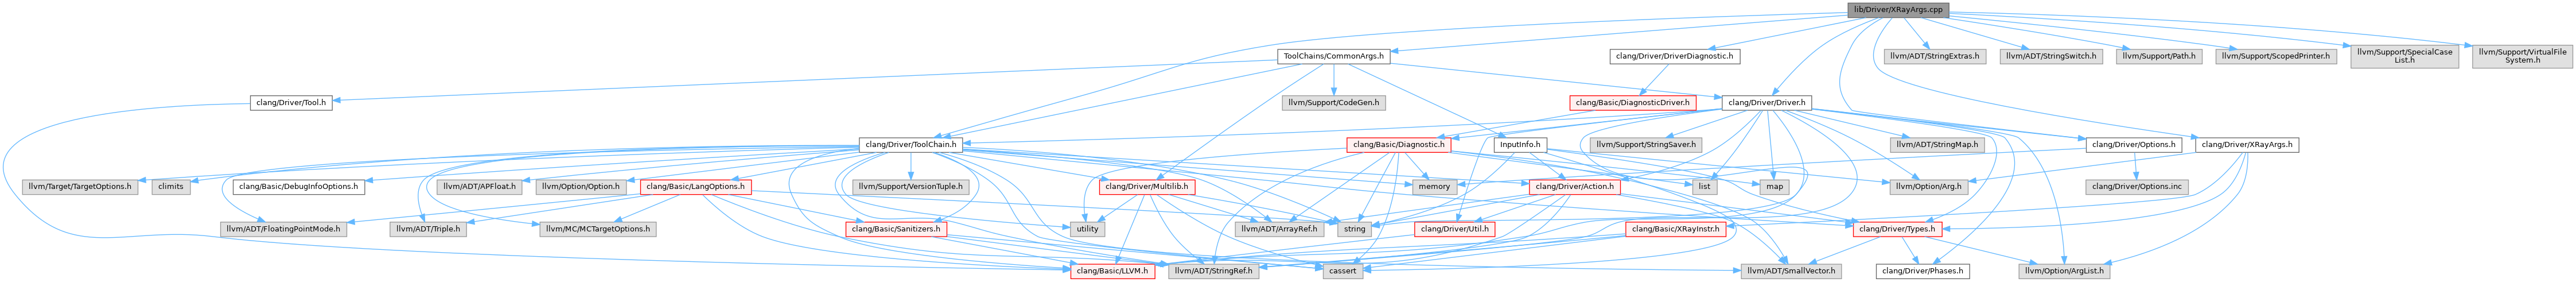 lib/Driver/XRayArgs.cpp
ToolChains/CommonArgs.h
clang/Driver/DriverDiagnostic.h
llvm/ADT/StringExtras.h
llvm/ADT/StringSwitch.h
llvm/Support/Path.h
llvm/Support/ScopedPrinter.h
llvm/Support/SpecialCase
List.h
llvm/Support/VirtualFile
System.h
clang/Driver/Tool.h
llvm/Support/CodeGen.h
clang/Basic/DiagnosticDriver.h
clang/Driver/Driver.h
clang/Driver/ToolChain.h
clang/Basic/Diagnostic.h
InputInfo.h
llvm/Support/StringSaver.h
llvm/ADT/StringMap.h
clang/Driver/Options.h
clang/Driver/XRayArgs.h
llvm/Target/TargetOptions.h
climits
clang/Basic/DebugInfoOptions.h
llvm/ADT/APFloat.h
llvm/Option/Option.h
clang/Basic/LangOptions.h
llvm/Support/VersionTuple.h
clang/Driver/Multilib.h
memory
clang/Driver/Action.h
list
map
llvm/Option/Arg.h
clang/Driver/Options.inc
llvm/ADT/FloatingPointMode.h
llvm/ADT/Triple.h
llvm/MC/MCTargetOptions.h
clang/Basic/Sanitizers.h
utility
llvm/ADT/ArrayRef.h
string
clang/Driver/Util.h
clang/Basic/XRayInstr.h
clang/Driver/Types.h
clang/Basic/LLVM.h
llvm/ADT/StringRef.h
cassert
llvm/ADT/SmallVector.h
clang/Driver/Phases.h
llvm/Option/ArgList.h